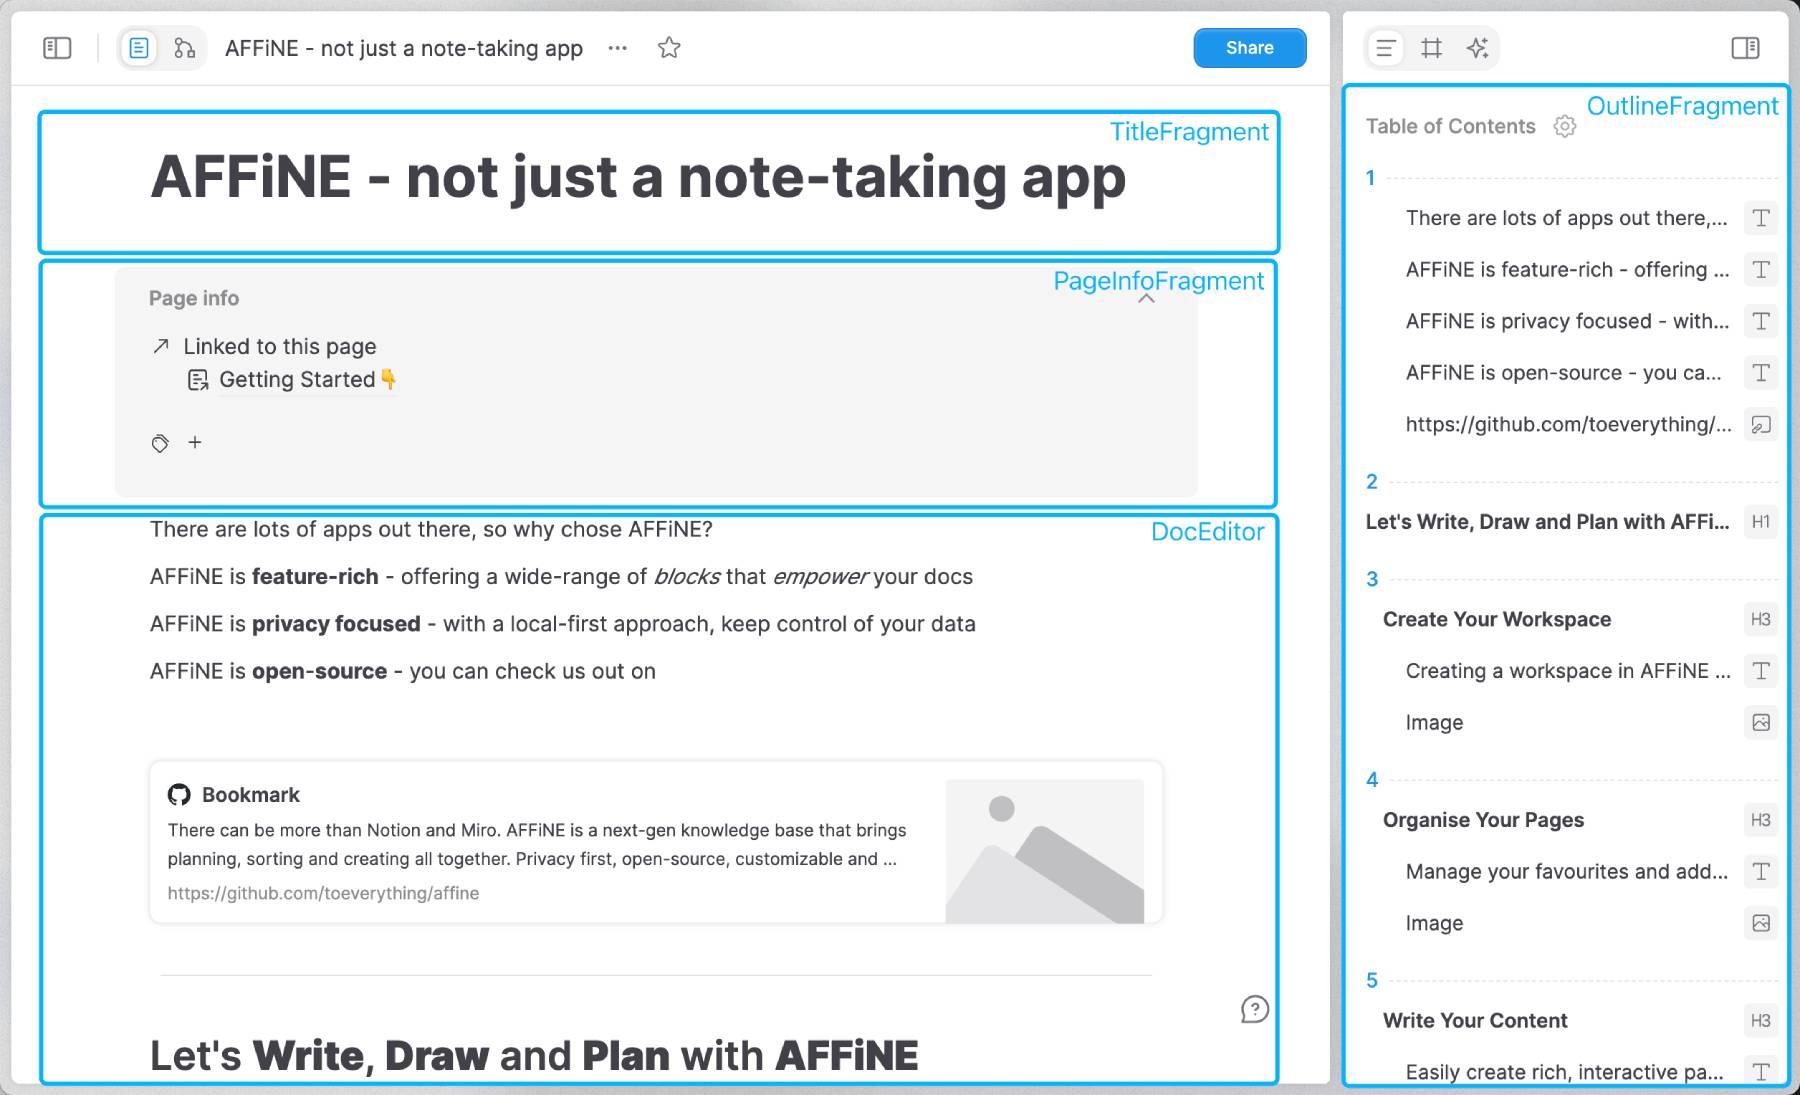 AFFiNE - not just a note-taking app
Share
TitleFragment
AFFiNE - not just a note-taking app
PageInfoFragment
Page info
Linked to this page
Getting Started👇
There are lots of apps out there, so why chose AFFiNE?
DocEditor
AFFiNE is feature-rich - offering a wide-range of blocks that empower your docs
AFFiNE is privacy focused - with a local-first approach, keep control of your data
AFFiNE is open-source - you can check us out on
Bookmark
There can be more than Notion and Miro. AFFiNE is a next-gen knowledge base that brings
planning, sorting and creating all together. Privacy first, open-source, customizable and ...
https://github.com/toeverything/affine
Let's Write, Draw and Plan with AFFiNE
OutlineFragment
Table of Contents
1
There are lots of apps out there,...
AFFiNE is feature-rich - offering ...
AFFiNE is privacy focused - with...
AFFiNE is open-source - you ca...
https://github.com/toeverything/...
2
Let's Write, Draw and Plan with AFFi... H1
3
Create Your Workspace H3
Creating a workspace in AFFiNE ...
Image
4
Organise Your Pages H3
Manage your favourites and add...
Image
5
Write Your Content H3
Easily create rich, interactive pa...